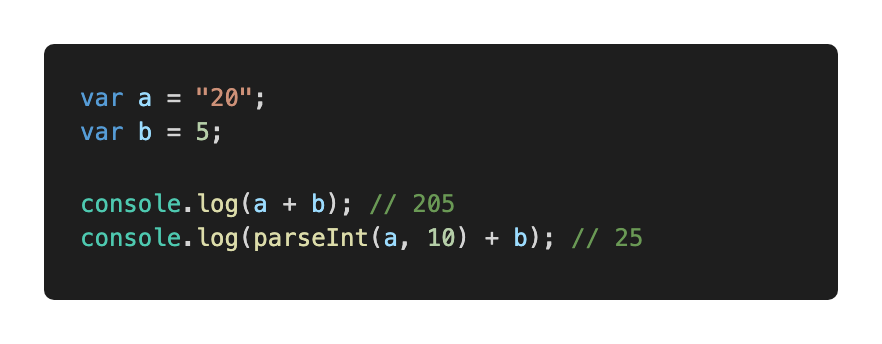 var a = "20";
var b = 5;
console.log(a + b); // 205
console.log(parseInt(a, 10) + b); // 25